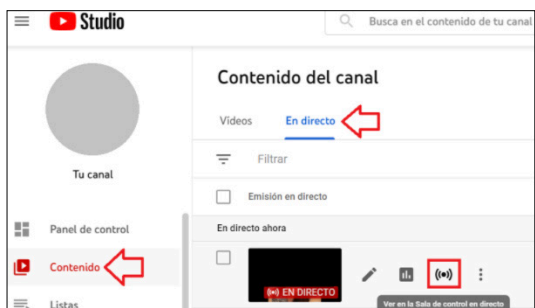 Studio
Busca en el contenido de tu canal
Contenido del canal
Vídeos
En directo
Filtrar
Tu canal
Emisión en directo
Panel de control
En directo ahora
Contenido
((•)) EN DIRECTO
Listas
Ver en la Sala de control en directo